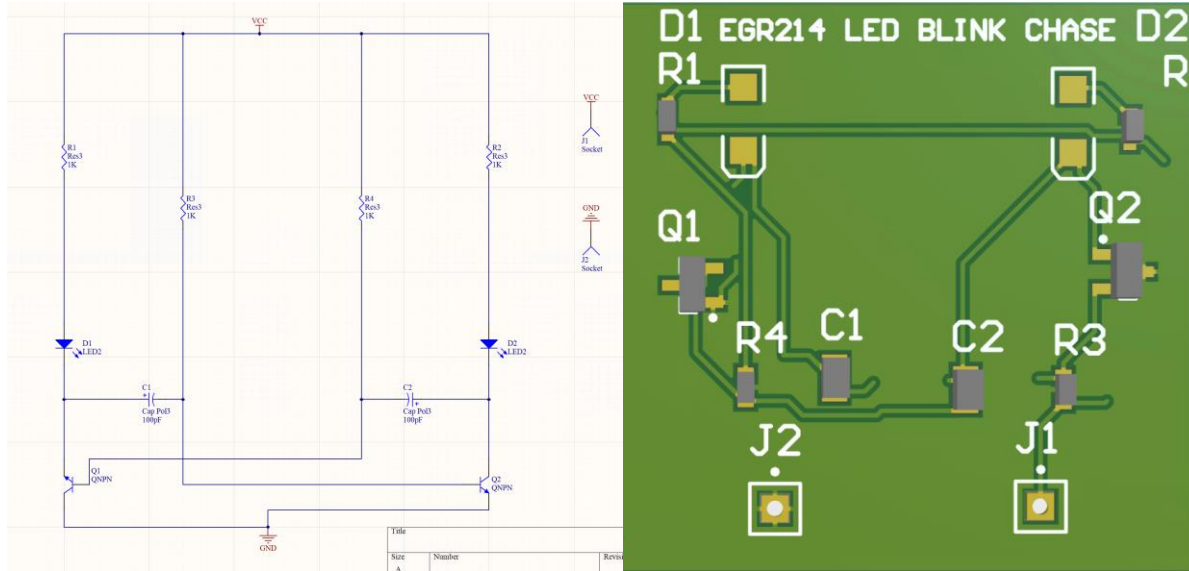 VCC
R1
Res3
1K
R3
Res3
1K
R4
Res3
1K
R2
Res3
1K
VCC
J1
Socket
GND
J2
Socket
D1
LED2
D2
LED2
C1
+
Cap Pol3
100pF
C2
+
Cap Pol3
100pF
Q1
QNPN
Q2
QNPN
GND
Title
Size
Number
A
D1 EGR214 LED BLINK CHASE D2
R1
R
Q1
Q2
R4
C1
C2
R3
J2
J1